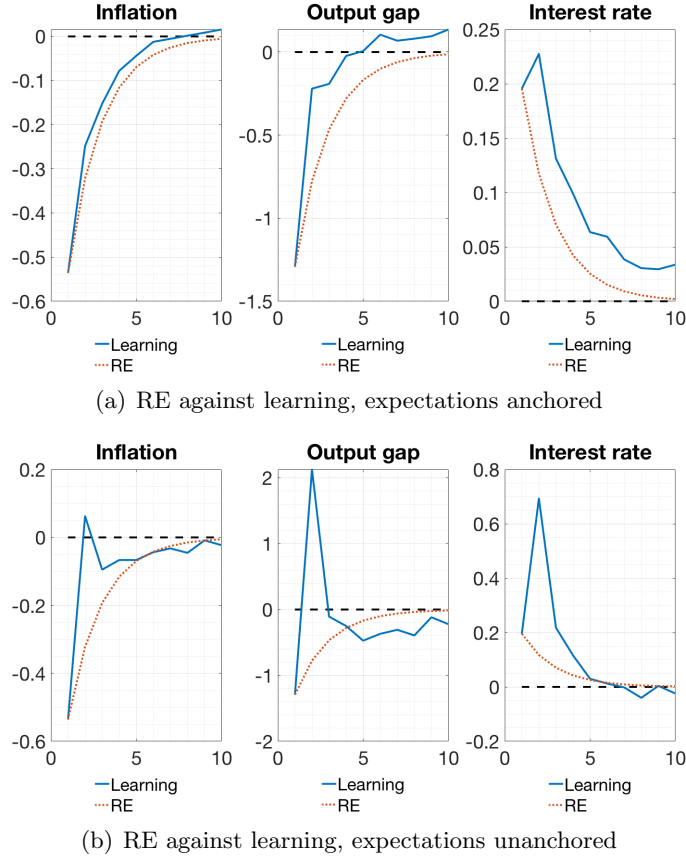 Inflation
Output gap
Interest rate
0
-0.1
-0.2
-0.3
-0.4
-0.5
-0.6
0 5 10
0
-0.5
-1
-1.5
0 5 10
0.25
0.2
0.15
0.1
0.05
0
0 5 10
Learning
RE
Learning
RE
Learning
RE
(a) RE against learning, expectations anchored
Inflation
Output gap
Interest rate
0.2
0
-0.2
-0.4
-0.6
0 5 10
2
1
0
-1
-2
0 5 10
0.8
0.6
0.4
0.2
0
-0.2
0 5 10
Learning
RE
Learning
RE
Learning
RE
(b) RE against learning, expectations unanchored